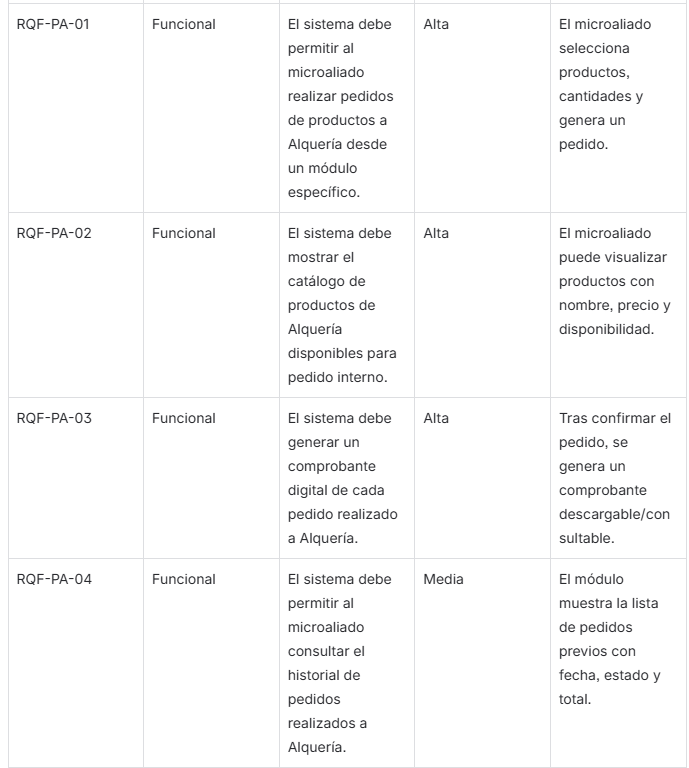 RQF-PA-01
Funcional
El sistema debe
permitir al
microaliado
realizar pedidos
de productos a
Alquería desde
un módulo
específico.
Alta
El microaliado
selecciona
productos,
cantidades y
genera un
pedido.
RQF-PA-02
Funcional
El sistema debe
mostrar el
catálogo de
productos de
Alquería
disponibles para
pedido interno.
Alta
El microaliado
puede visualizar
productos con
nombre, precio y
disponibilidad.
RQF-PA-03
Funcional
El sistema debe
generar un
comprobante
digital de cada
pedido realizado
a Alquería.
Alta
Tras confirmar el
pedido, se
genera un
comprobante
descargable/con
sultable.
RQF-PA-04
Funcional
El sistema debe
permitir al
microaliado
consultar el
historial de
pedidos
realizados a
Alquería.
Media
El módulo
muestra la lista
de pedidos
previos con
fecha, estado y
total.